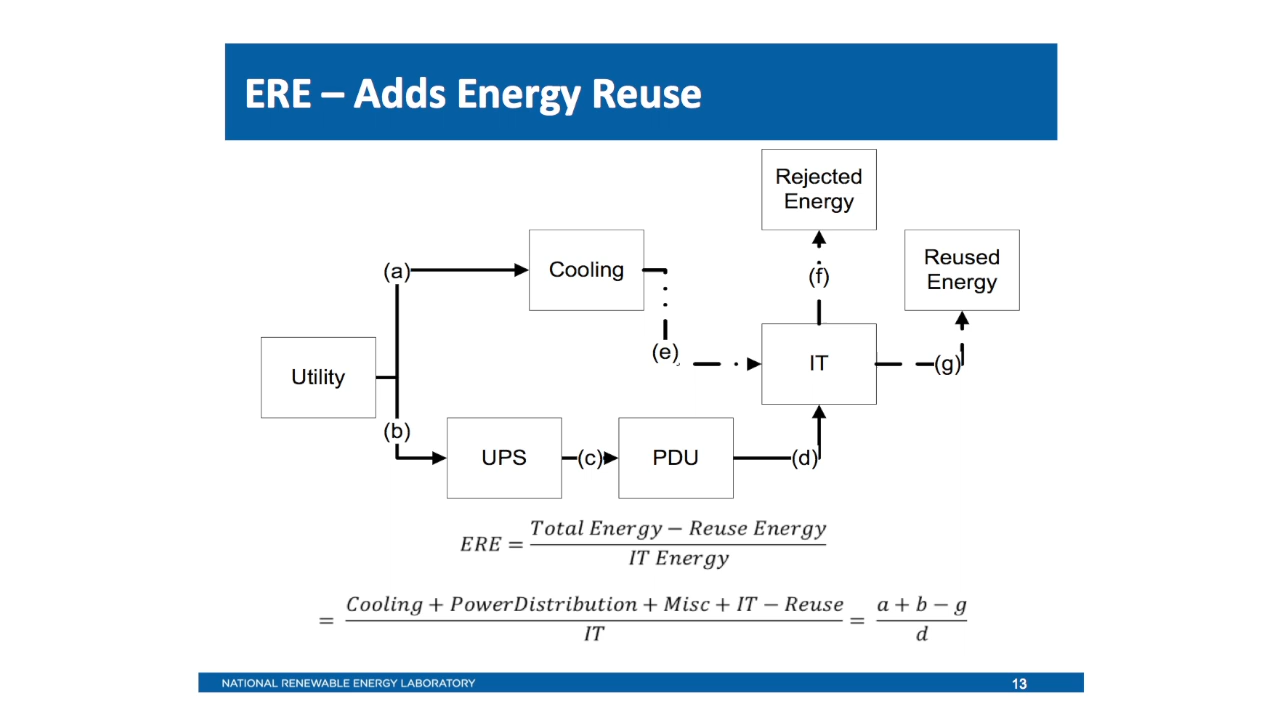 ERE – Adds Energy Reuse
Rejected
Energy
Reused
Energy
(a)
Cooling
(f)
(e)
IT
(g)
Utility
(b)
UPS
(c)
PDU
(d)
ERE = Total Energy − Reuse Energy / IT Energy
= Cooling + PowerDistribution + Misc + IT − Reuse / IT = a + b − g / d
NATIONAL RENEWABLE ENERGY LABORATORY
13